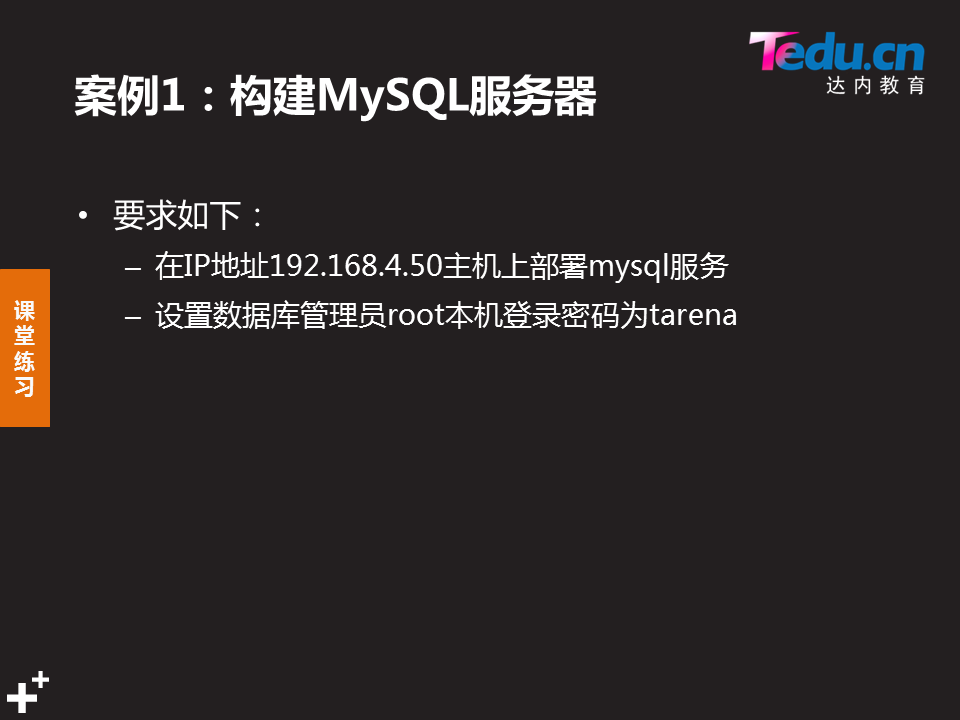 Tedu.cn
达内教育
案例1：构建MySQL服务器
• 要求如下：
– 在IP地址192.168.4.50主机上部署mysql服务
– 设置数据库管理员root本机登录密码为tarena
课
堂
练
习